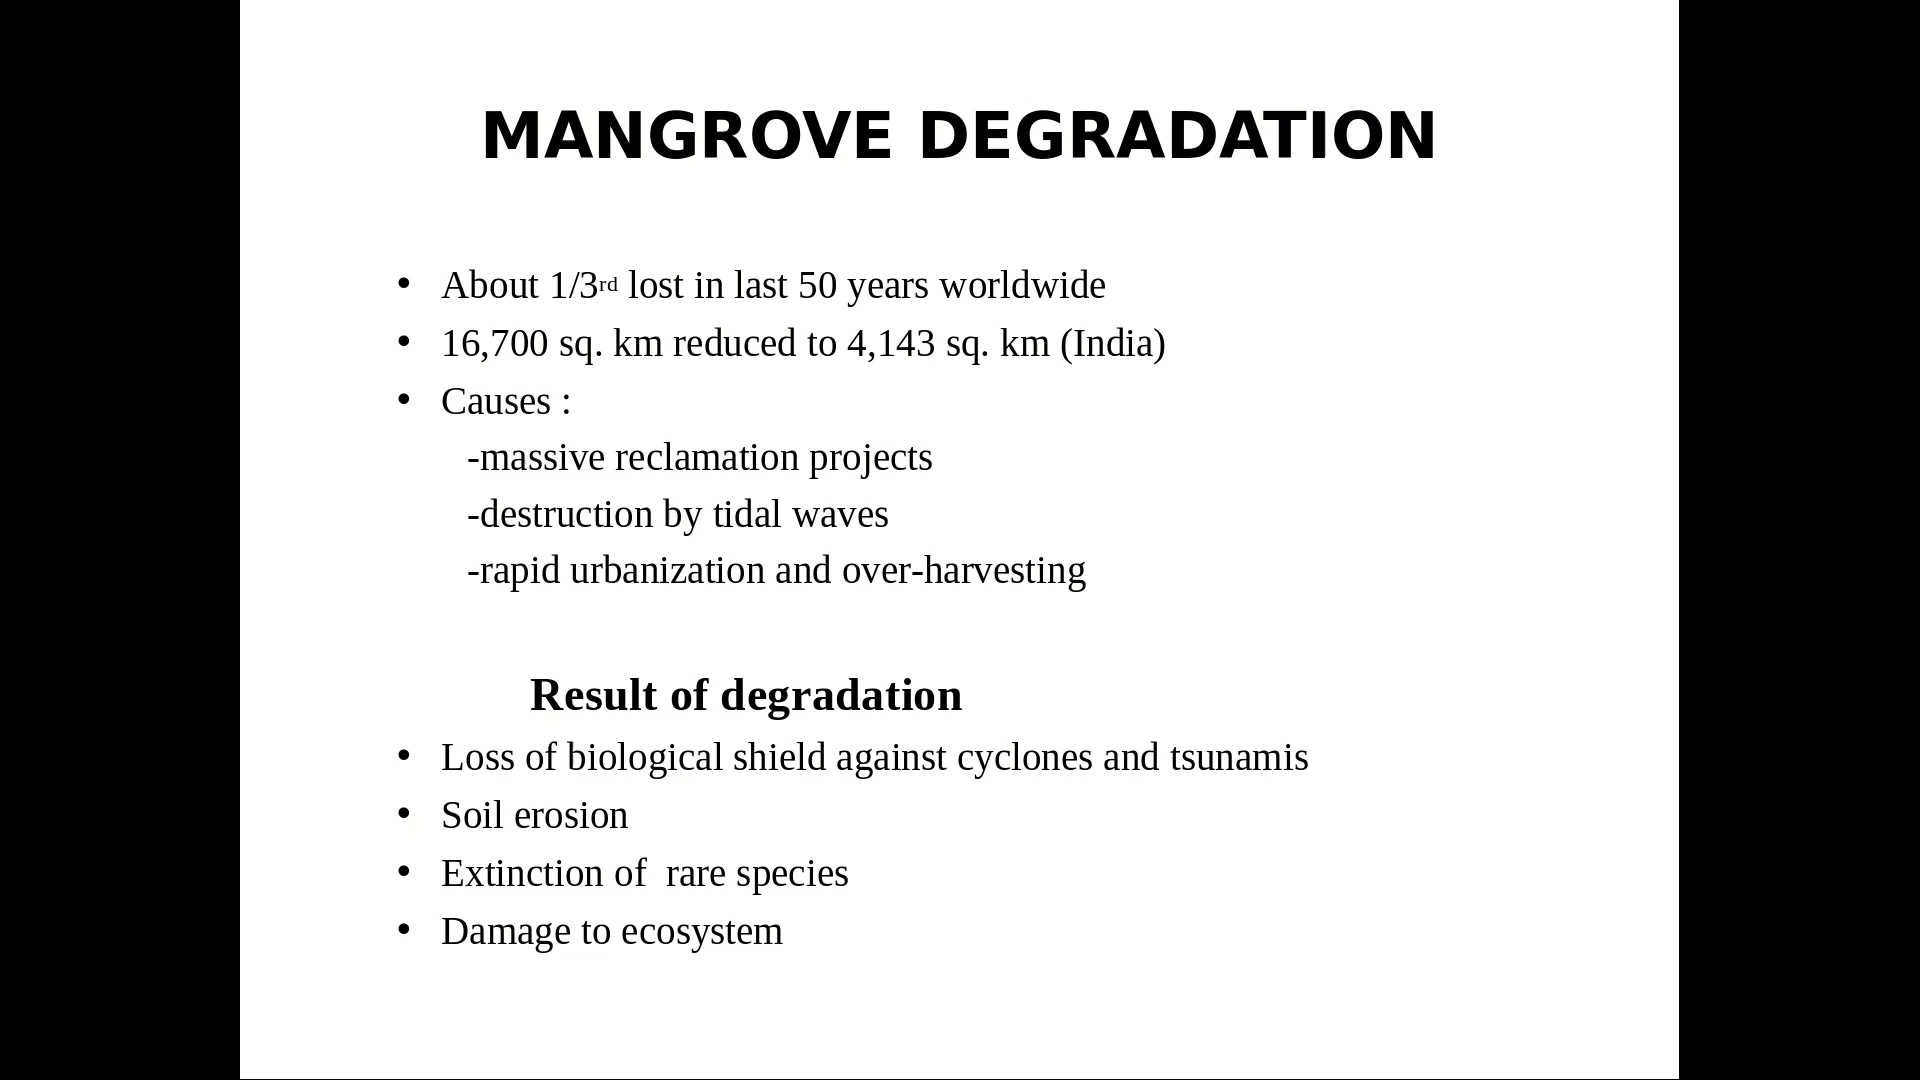 MANGROVE DEGRADATION
• About 1/3rd lost in last 50 years worldwide
• 16,700 sq. km reduced to 4,143 sq. km (India)
• Causes :
-massive reclamation projects
-destruction by tidal waves
-rapid urbanization and over-harvesting
Result of degradation
• Loss of biological shield against cyclones and tsunamis
• Soil erosion
• Extinction of  rare species
• Damage to ecosystem